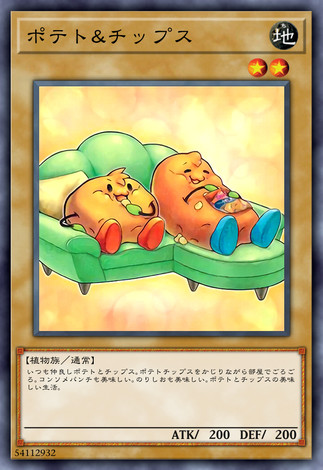 ポテト&チップス
地
【植物族／通常】
いつも仲良しポテトとチップス。ポテトチップスをかじりながら部屋でごろご
ろ。コンソメパンチも美味しい。のりしおも美味しい。ポテトとチップスの美味
しい生活。
ATK/ 200 DEF/ 200
54112932